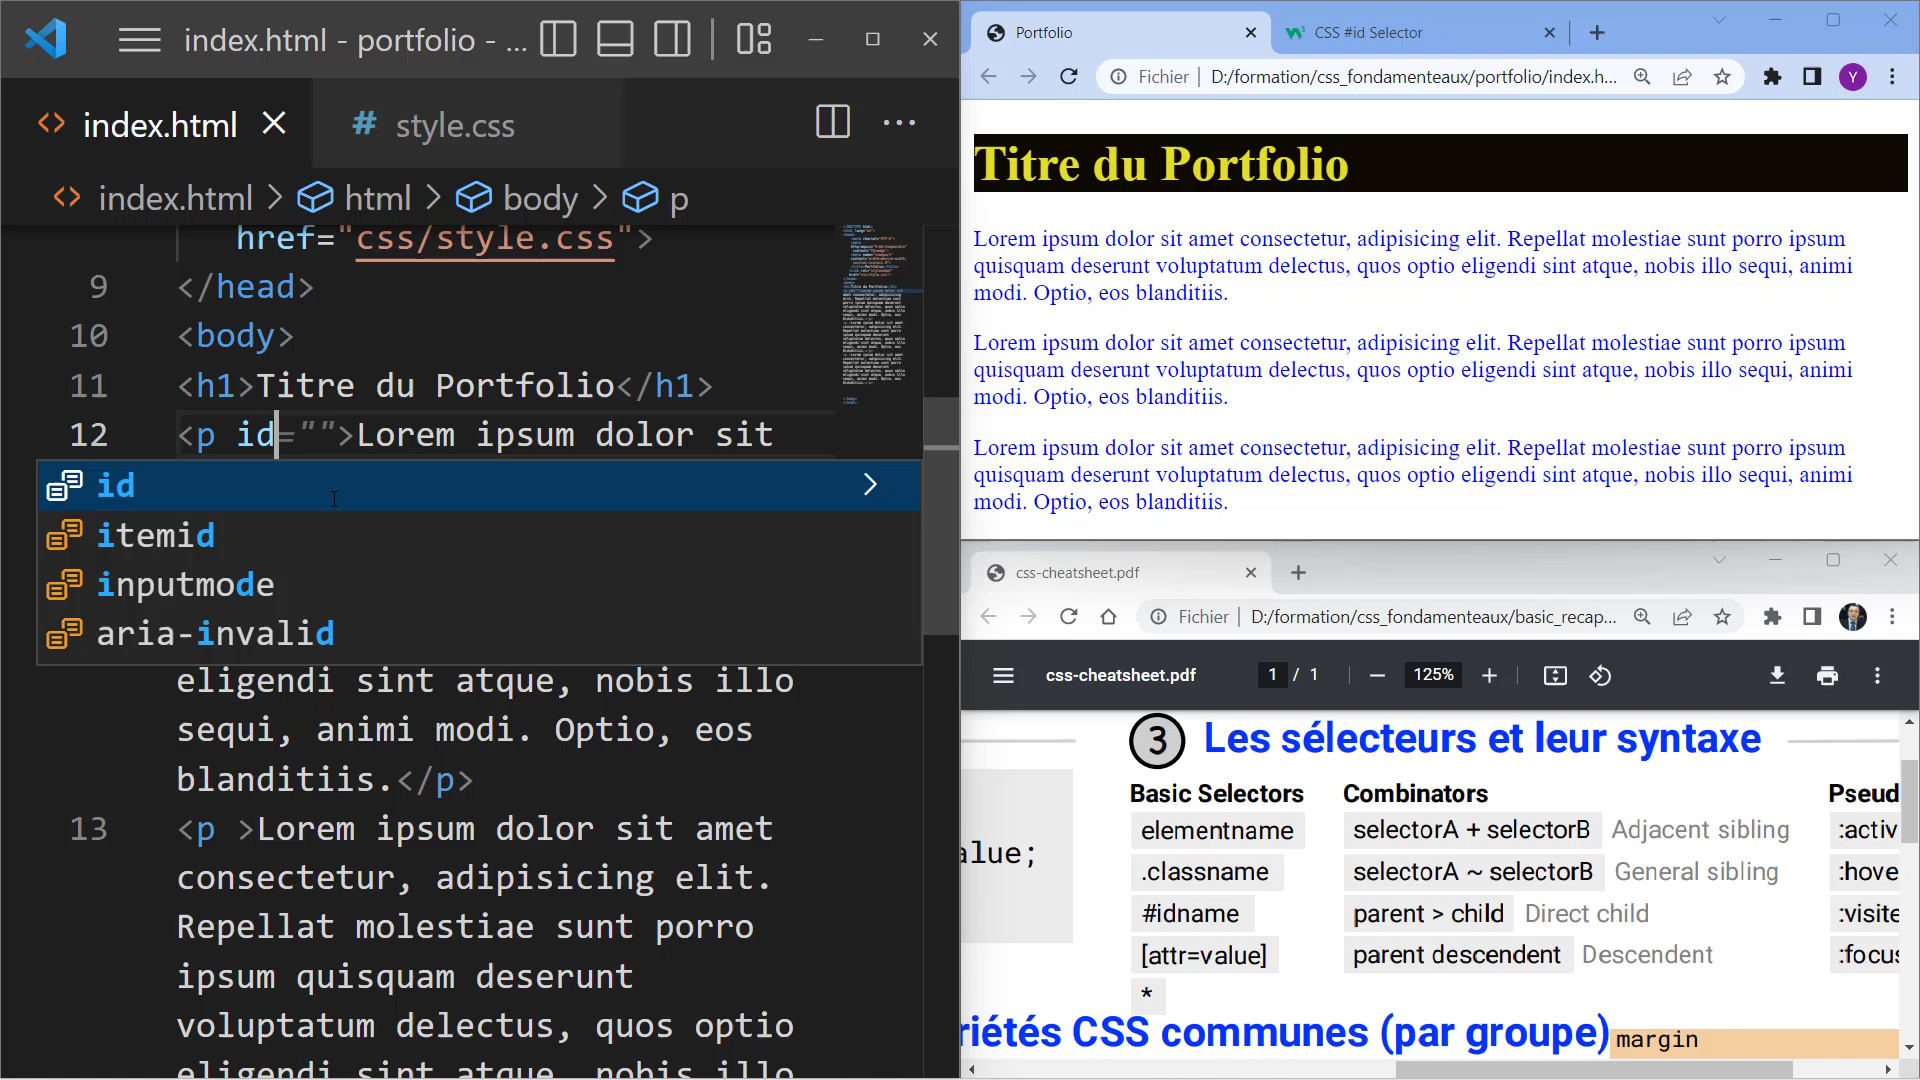 index.html - portfolio - ...
index.html
# style.css
index.html > html > body > p
href="css/style.css">
9 </head>
10 <body>
11 <h1>Titre du Portfolio</h1>
12 <p id="">Lorem ipsum dolor sit
id
itemid
inputmode
aria-invalid
eligendi sint atque, nobis illo
sequi, animi modi. Optio, eos
blanditiis.</p>
13 <p >Lorem ipsum dolor sit amet
consectetur, adipisicing elit.
Repellat molestiae sunt porro
ipsum quisquam deserunt
voluptatum delectus, quos optio
eligendi sint atque, nobis illo
Portfolio
CSS #id Selector
Fichier | D:/formation/css_fondamenteaux/portfolio/index.h...
Y
Titre du Portfolio
Lorem ipsum dolor sit amet consectetur, adipisicing elit. Repellat molestiae sunt porro ipsum
quisquam deserunt voluptatum delectus, quos optio eligendi sint atque, nobis illo sequi, animi
modi. Optio, eos blanditiis.
Lorem ipsum dolor sit amet consectetur, adipisicing elit. Repellat molestiae sunt porro ipsum
quisquam deserunt voluptatum delectus, quos optio eligendi sint atque, nobis illo sequi, animi
modi. Optio, eos blanditiis.
Lorem ipsum dolor sit amet consectetur, adipisicing elit. Repellat molestiae sunt porro ipsum
quisquam deserunt voluptatum delectus, quos optio eligendi sint atque, nobis illo sequi, animi
modi. Optio, eos blanditiis.
css-cheatsheet.pdf
Fichier | D:/formation/css_fondamenteaux/basic_recap...
css-cheatsheet.pdf 1 / 1 125%
3 Les sélecteurs et leur syntaxe
Basic Selectors Combinators Pseud
elementname selectorA + selectorB Adjacent sibling :activ
alue;
.classname selectorA ~ selectorB General sibling :hove
#idname parent > child Direct child :visite
[attr=value] parent descendent Descendent :focus
*
riétés CSS communes (par groupe)
margin